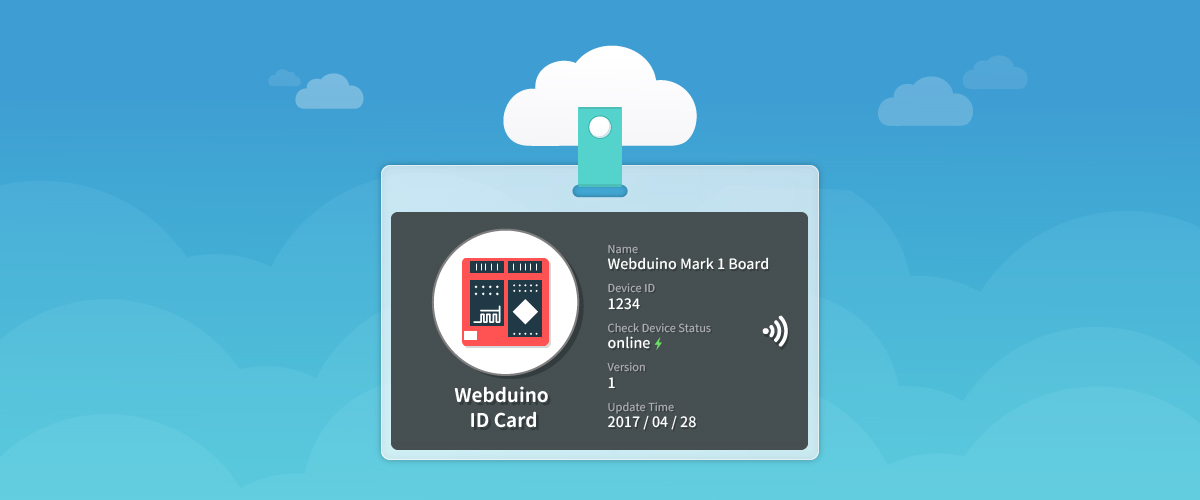 Webduino
ID Card
Name
Webduino Mark 1 Board
Device ID
1234
Check Device Status
online
Version
1
Update Time
2017 / 04 / 28